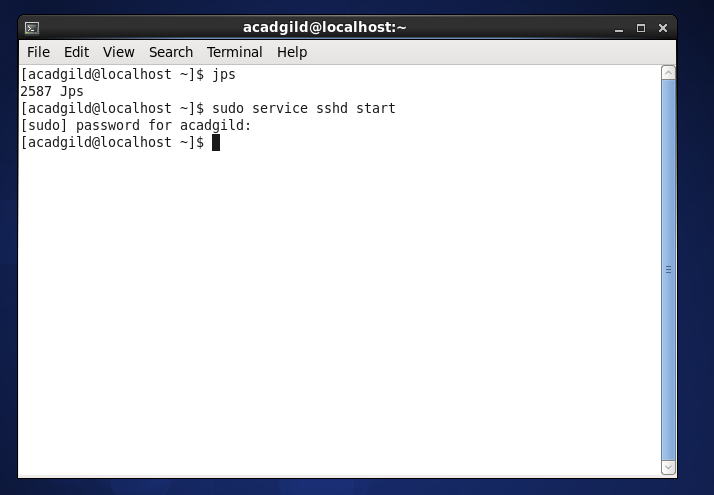 acadgild@localhost:~
File Edit View Search Terminal Help
[acadgild@localhost ~]$ jps
2587 Jps
[acadgild@localhost ~]$ sudo service sshd start
[sudo] password for acadgild:
[acadgild@localhost ~]$